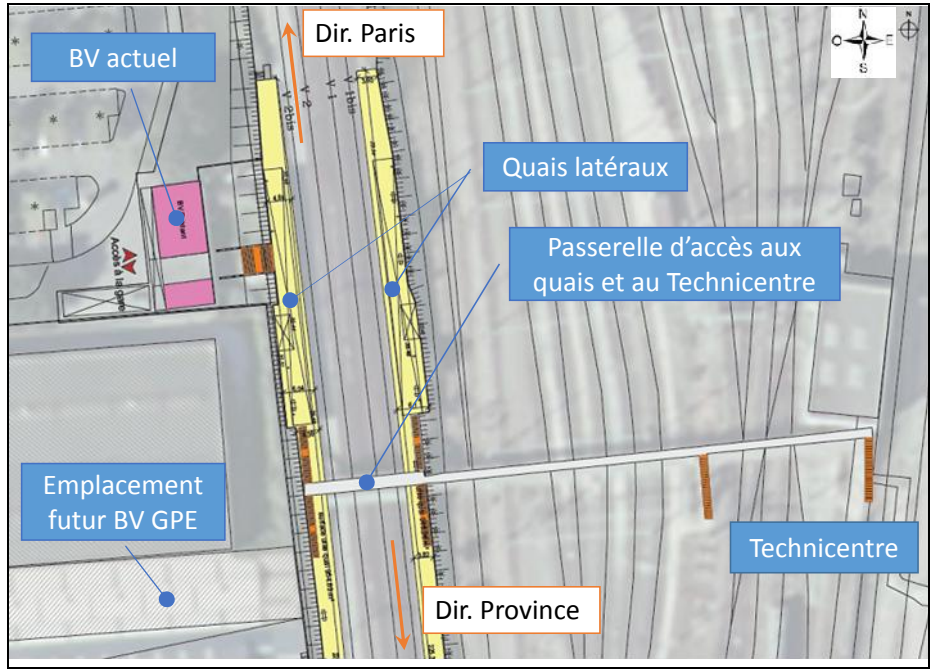 Dir. Paris
N
N
O
E
S
BV actuel
V 2bis
V 2
V 1
V 1bis
Quais latéraux
Accès à la gare
Passerelle d'accès aux
quais et au Technicentre
Emplacement
futur BV GPE
Technicentre
Dir. Province